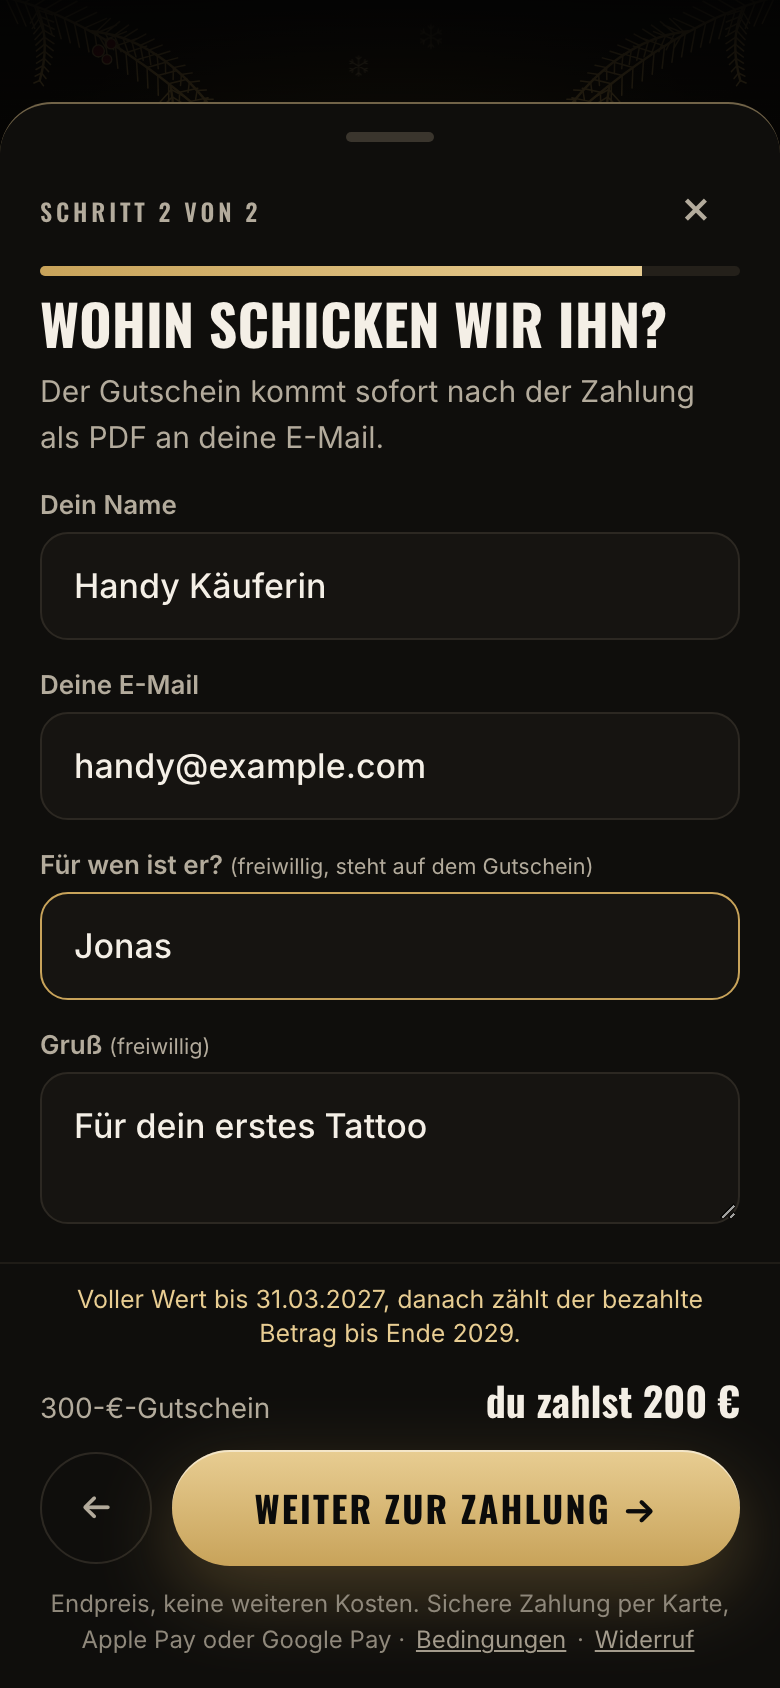 SCHRITT 2 VON 2 ✕
WOHIN SCHICKEN WIR IHN?
Der Gutschein kommt sofort nach der Zahlung
als PDF an deine E-Mail.
Dein Name
Handy Käuferin
Deine E-Mail
handy@example.com
Für wen ist er? (freiwillig, steht auf dem Gutschein)
Jonas
Gruß (freiwillig)
Für dein erstes Tattoo
Voller Wert bis 31.03.2027, danach zählt der bezahlte
Betrag bis Ende 2029.
300-€-Gutschein du zahlst 200 €
← WEITER ZUR ZAHLUNG →
Endpreis, keine weiteren Kosten. Sichere Zahlung per Karte,
Apple Pay oder Google Pay · Bedingungen · Widerruf